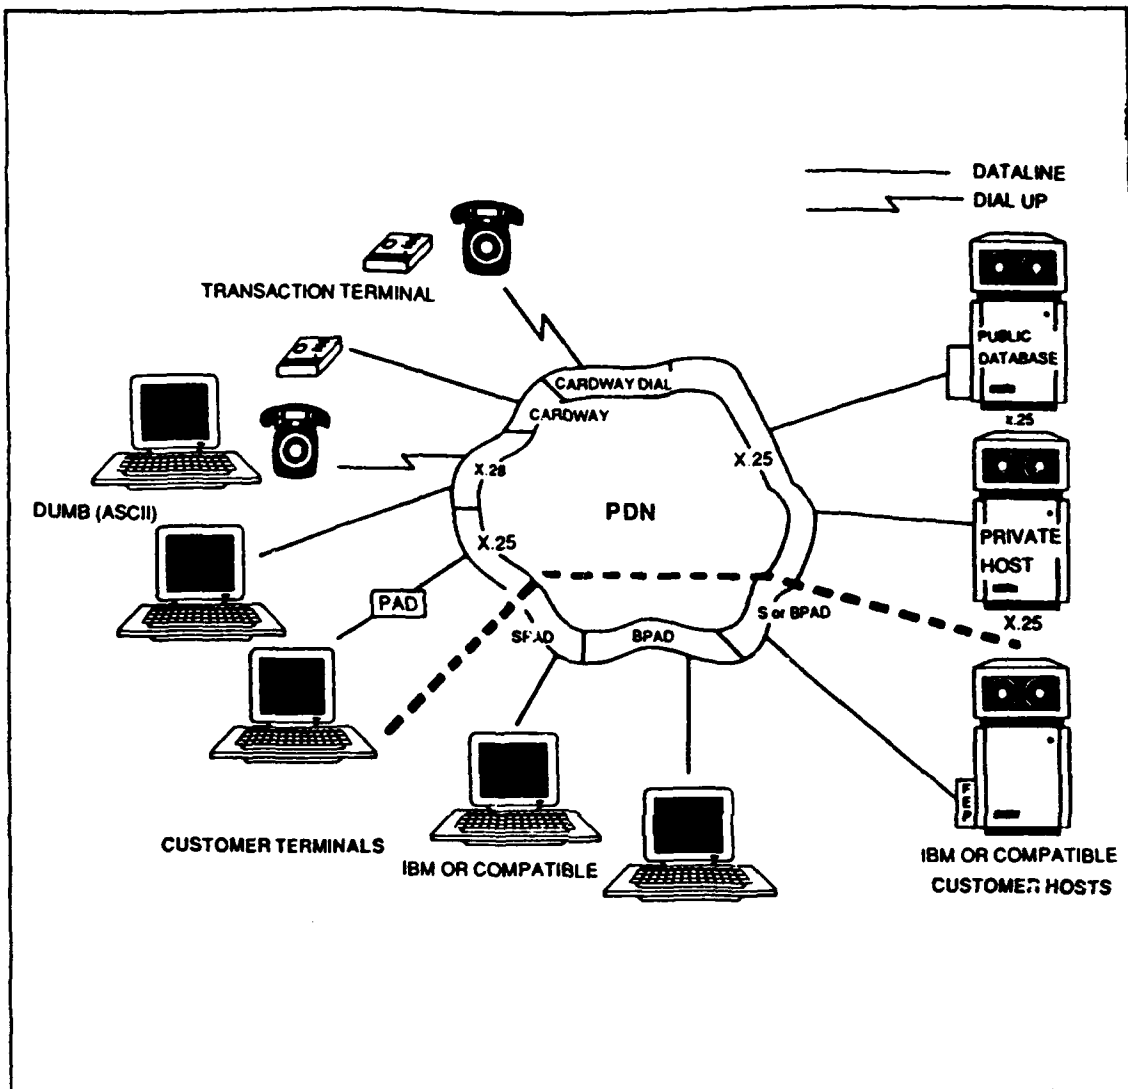 DATALINE
DIAL UP
TRANSACTION TERMINAL
PUBLIC
DATABASE
CARDWAY DIAL
CARDWAY
x.25
X.25
X.28
DUMB (ASCII)
PDN
X.25
PRIVATE
HOST
PAD
S or BPAD
X.25
SPAD
BPAD
FEP
CUSTOMER TERMINALS
IBM OR COMPATIBLE
IBM OR COMPATIBLE
CUSTOMER HOSTS